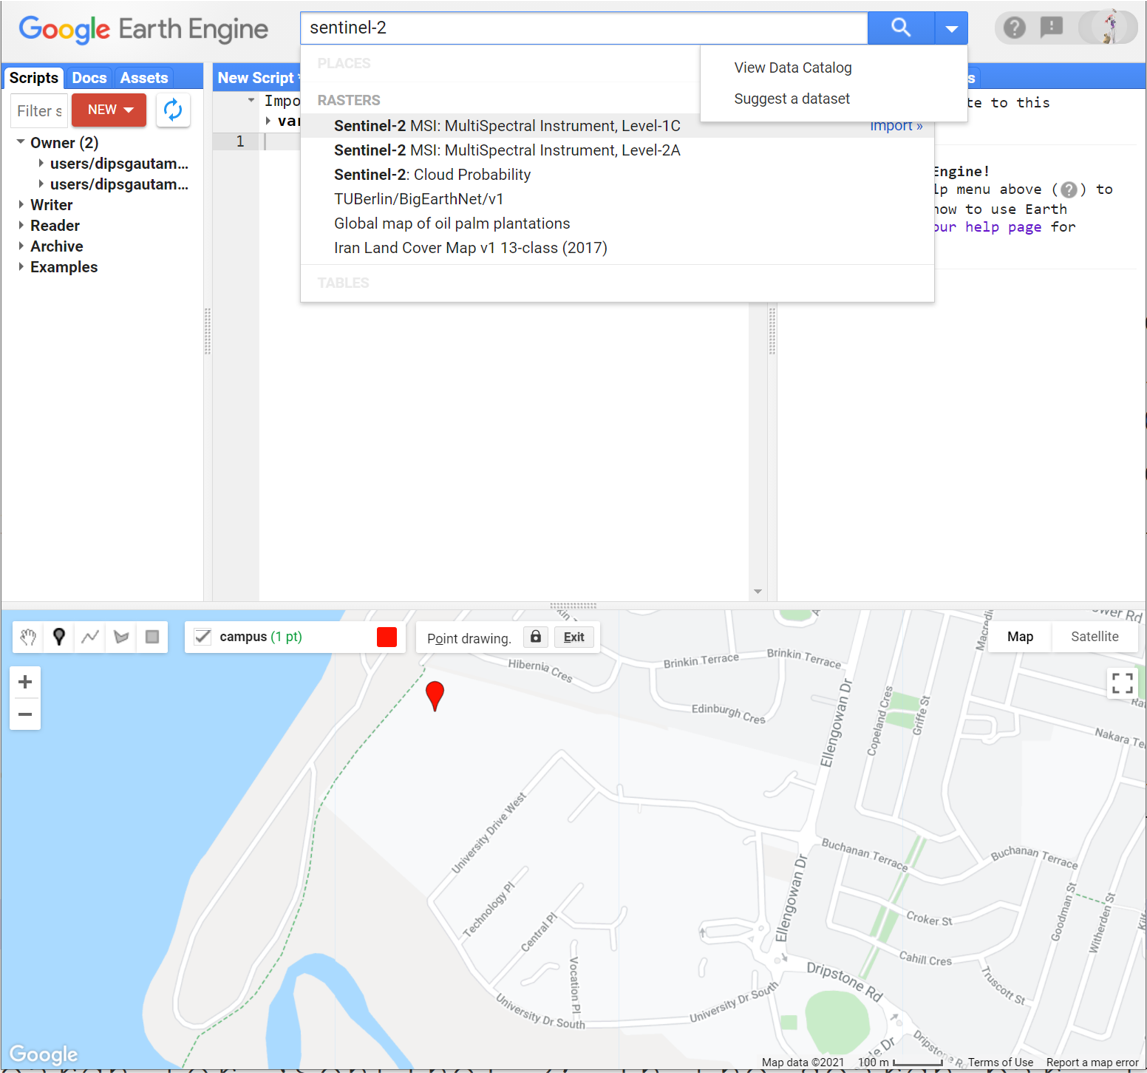 Google Earth Engine
sentinel-2
View Data Catalog
Suggest a dataset
PLACES
RASTERS
Sentinel-2 MSI: MultiSpectral Instrument, Level-1C
Import »
Sentinel-2 MSI: MultiSpectral Instrument, Level-2A
Sentinel-2: Cloud Probability
TUBerlin/BigEarthNet/v1
Global map of oil palm plantations
Iran Land Cover Map v1 13-class (2017)
TABLES
Scripts Docs Assets
Filter s
NEW
Owner (2)
users/dipsgautam...
users/dipsgautam...
Writer
Reader
Archive
Examples
New Script *
Impo
var
1
s
te to this
Engine!
lp menu above (?) to
how to use Earth
our help page for
campus (1 pt)
Point drawing. Exit
Map Satellite
+
−
Hibernia Cres
Brinkin Terrace
Brinkin Terrace
Edinburgh Cres
Ellengowan Dr
Copeland Cres
Griffe St
Macredi
ower Rd
Nakara Te
University Drive West
Technology Pl
Central Pl
Vocation Pl
University Dr South
University Dr South
Ellengowan Dr
Buchanan Terrace
Buchanan Terrace
Croker St
Cahill Cres
Goodman St
Witherden St
Truscott St
Dripstone Rd
Dripstone Rd
Google
Map data ©2021 100 m Terms of Use Report a map error